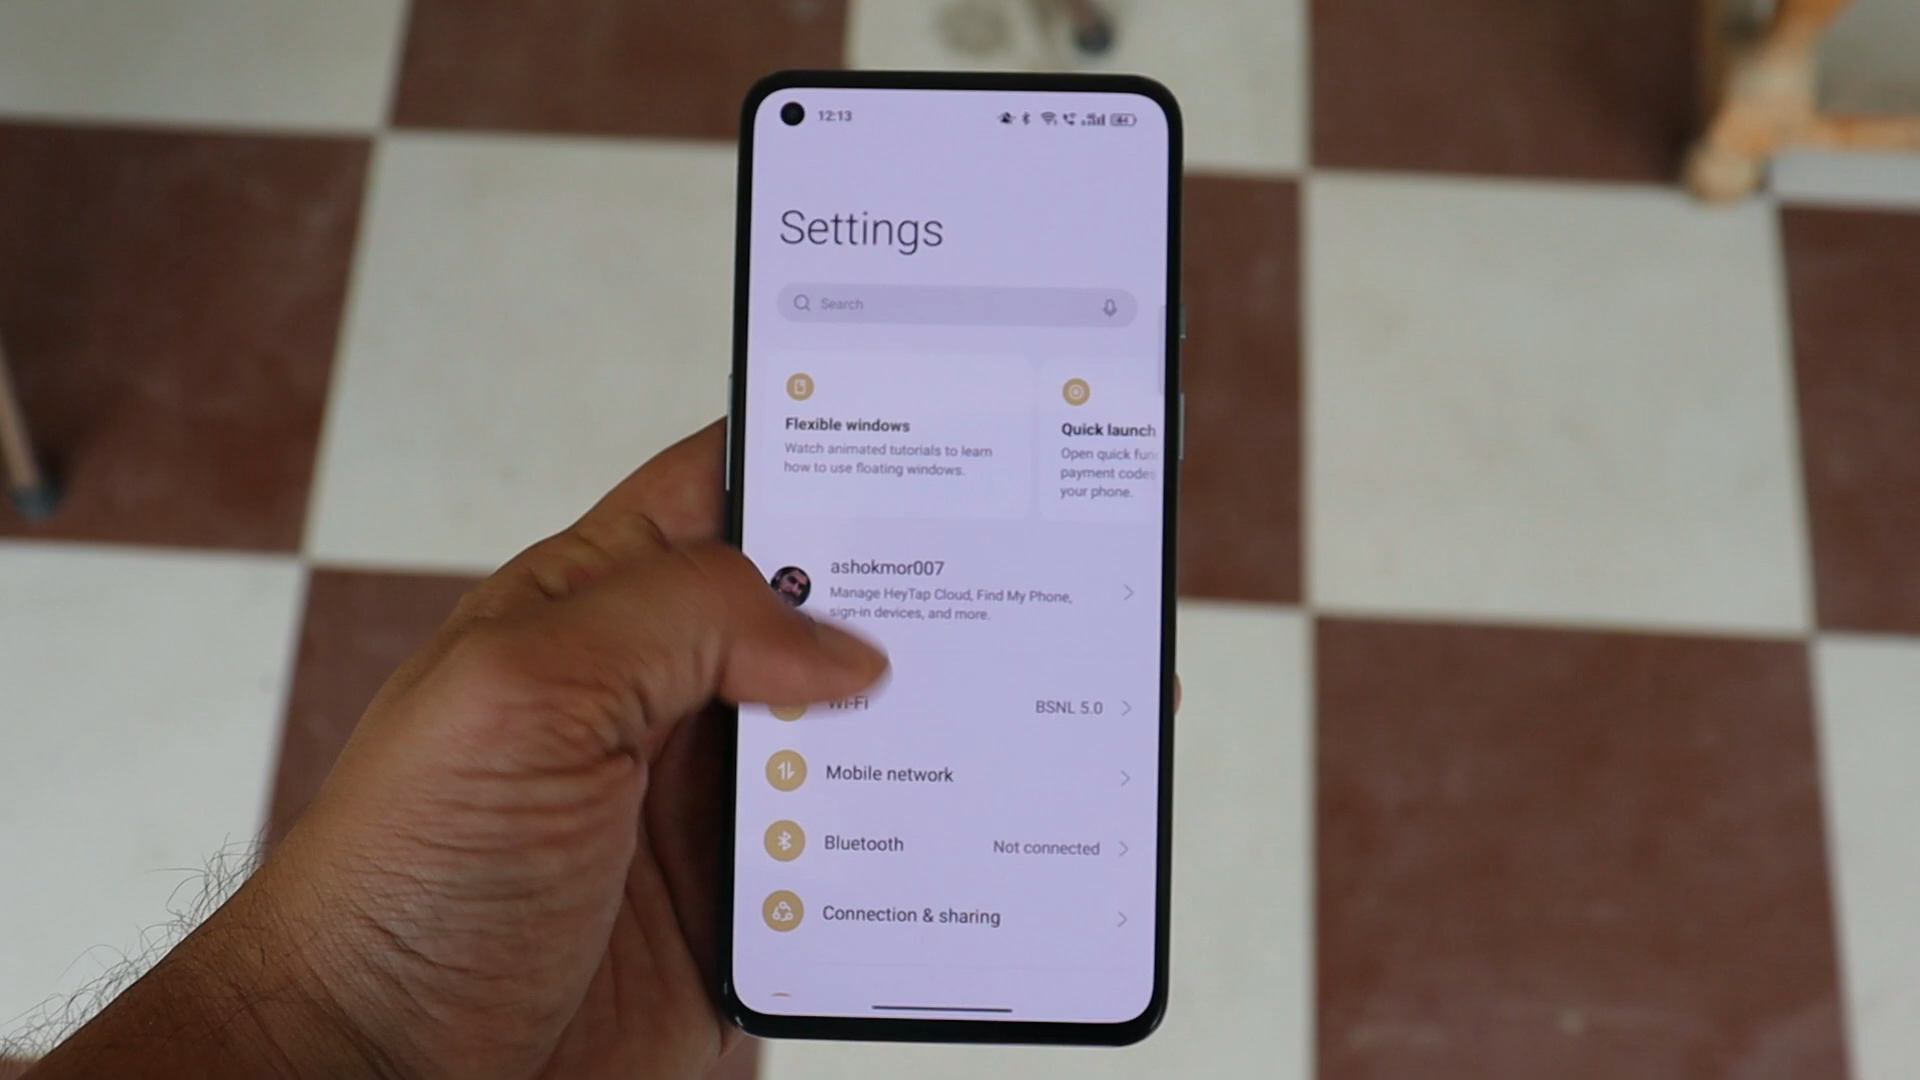 12:13
Settings
Search
Flexible windows
Watch animated tutorials to learn
how to use floating windows.
Quick launch
Open quick func
payment codes
your phone.
ashokmor007
Manage HeyTap Cloud, Find My Phone,
sign-in devices, and more.
Wi-Fi BSNL 5.0
Mobile network
Bluetooth Not connected
Connection & sharing